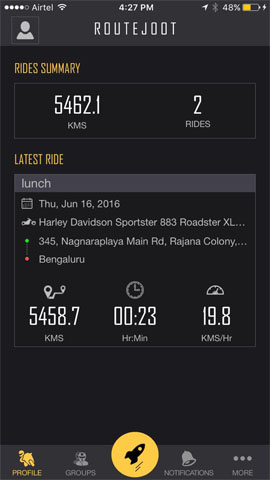 Airtel 4:27 PM 48%
ROUTEJOOT
RIDES SUMMARY
5462.1 2
KMS RIDES
LATEST RIDE
lunch
Thu, Jun 16, 2016
Harley Davidson Sportster 883 Roadster XL...
345, Nagnaraplaya Main Rd, Rajana Colony,...
Bengaluru
5458.7 00:23 19.8
KMS Hr:Min KMS/Hr
PROFILE GROUPS NOTIFICATIONS MORE